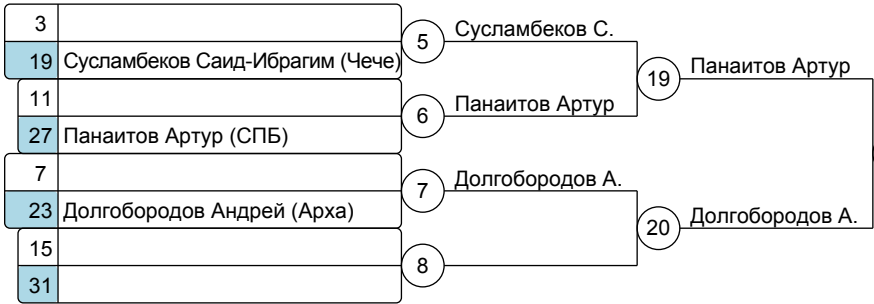 3
19 Сусламбеков Саид-Ибрагим (Чече)
11
27 Панаитов Артур (СПБ)
7
23 Долгобородов Андрей (Арха)
15
31
5 Сусламбеков С.
6 Панаитов Артур
7 Долгобородов А.
8
19 Панаитов Артур
20 Долгобородов А.